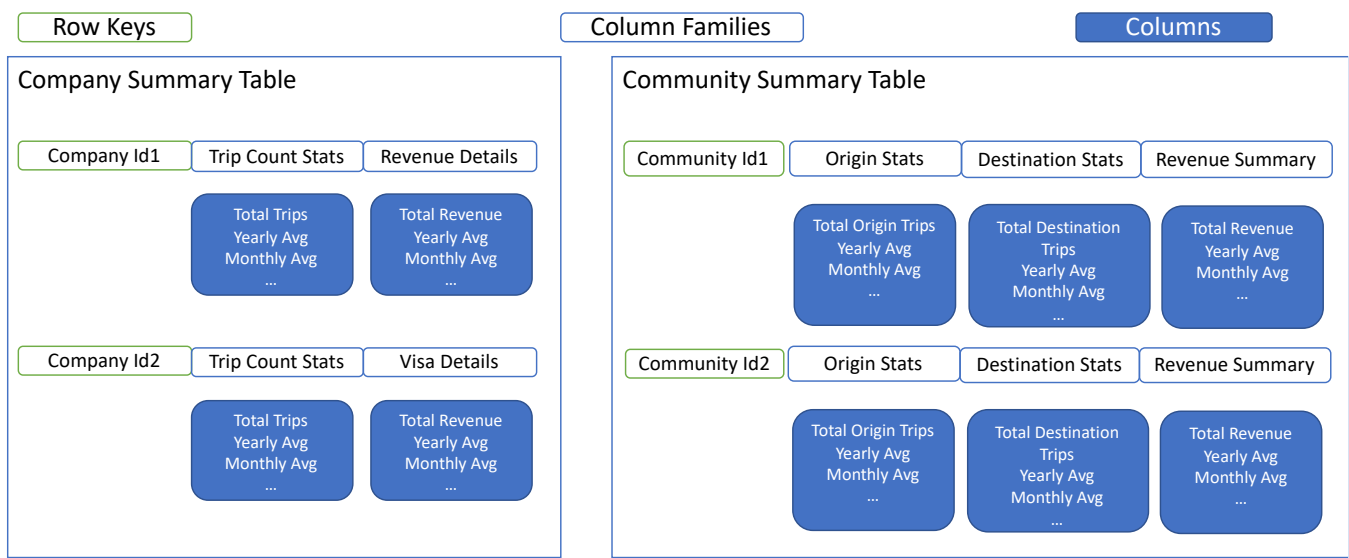 Row Keys
Column Families
Columns
Company Summary Table
Company Id1
Trip Count Stats
Revenue Details
Total Trips
Yearly Avg
Monthly Avg
...
Total Revenue
Yearly Avg
Monthly Avg
...
Company Id2
Trip Count Stats
Visa Details
Total Trips
Yearly Avg
Monthly Avg
...
Total Revenue
Yearly Avg
Monthly Avg
...
Community Summary Table
Community Id1
Origin Stats
Destination Stats
Revenue Summary
Total Origin Trips
Yearly Avg
Monthly Avg
...
Total Destination
Trips
Yearly Avg
Monthly Avg
...
Total Revenue
Yearly Avg
Monthly Avg
...
Community Id2
Origin Stats
Destination Stats
Revenue Summary
Total Origin Trips
Yearly Avg
Monthly Avg
...
Total Destination
Trips
Yearly Avg
Monthly Avg
...
Total Revenue
Yearly Avg
Monthly Avg
...